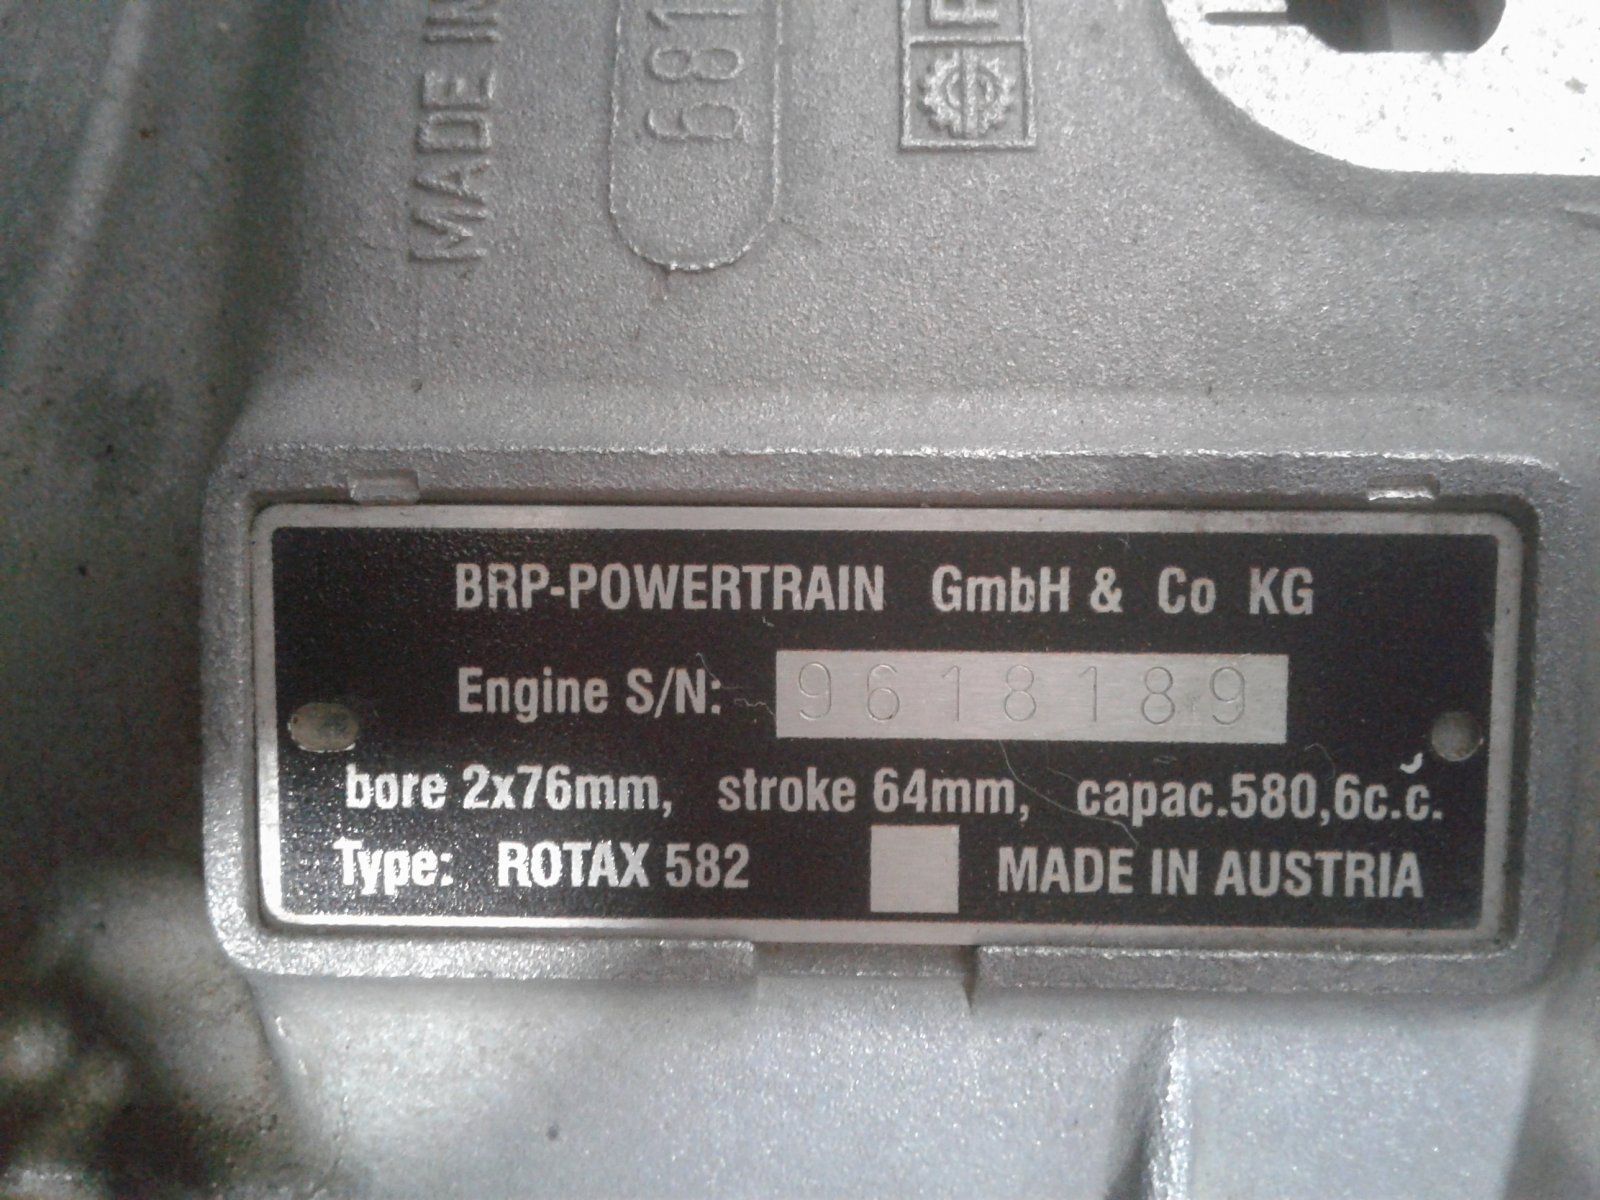 MADE IN
681
BRP-POWERTRAIN GmbH & Co KG
Engine S/N: 9618189
bore 2x76mm, stroke 64mm, capac.580,6c.c.
Type: ROTAX 582 MADE IN AUSTRIA